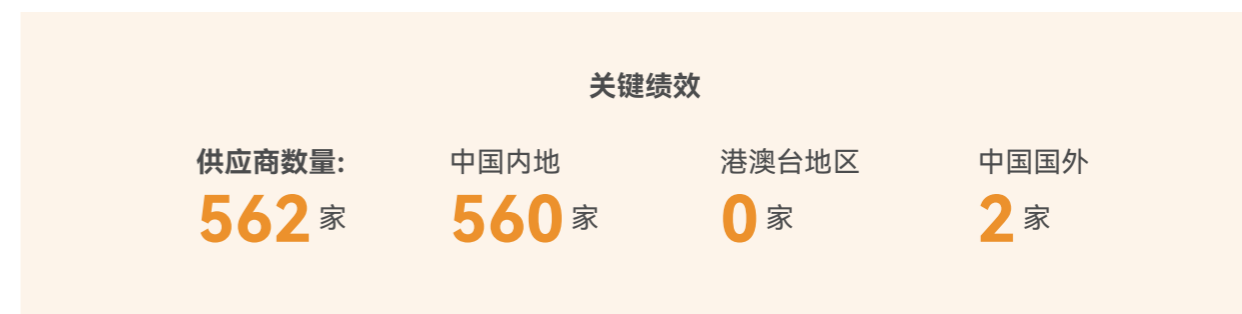 关键绩效
供应商数量: 中国内地 港澳台地区 中国国外
562 家 560 家 0 家 2 家